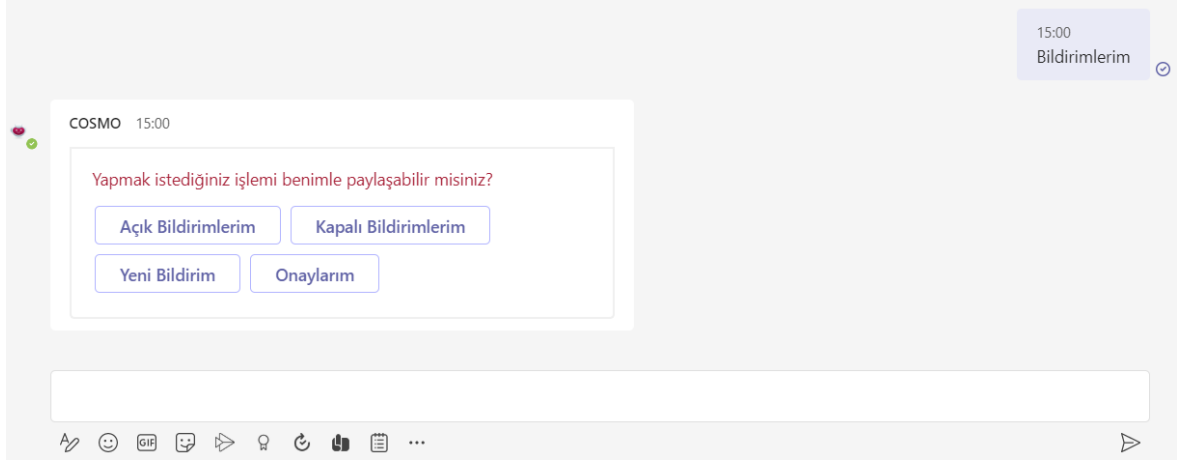 15:00
Bildirimlerim
COSMO 15:00
Yapmak istediğiniz işlemi benimle paylaşabilir misiniz?
Açık Bildirimlerim Kapalı Bildirimlerim
Yeni Bildirim Onaylarım
GIF